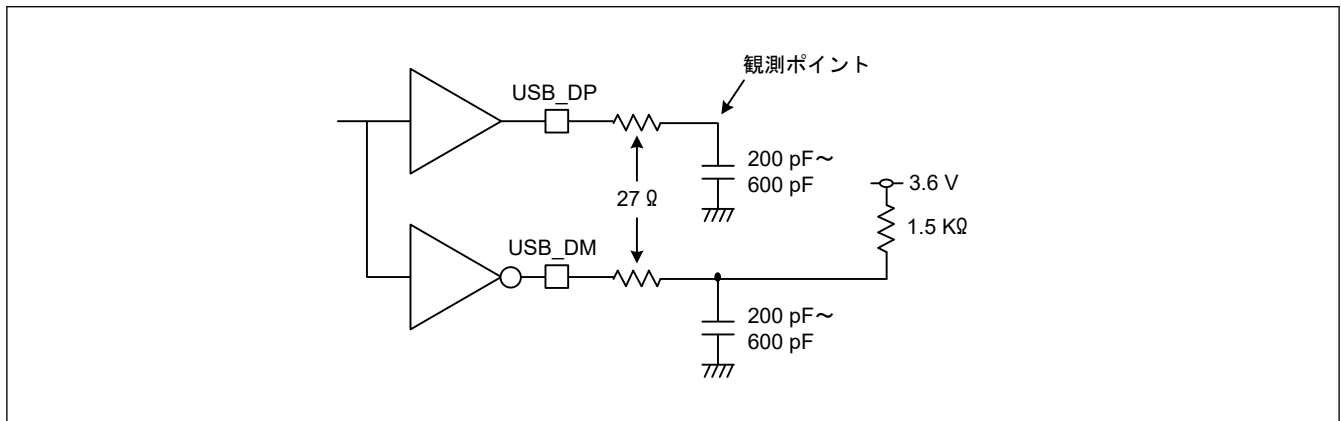 観測ポイント
USB_DP
200 pF～
600 pF
27 Ω
3.6 V
1.5 KΩ
USB_DM
200 pF～
600 pF